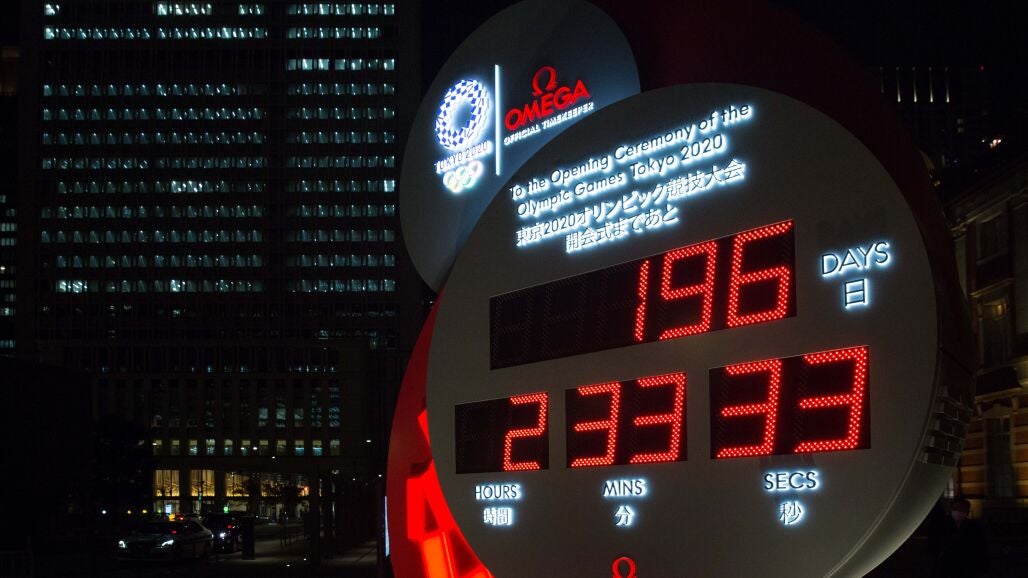 TOKYO 2020
Ω
OMEGA
OFFICIAL TIMEKEEPER
To the Opening Ceremony of the
Olympic Games Tokyo 2020
東京2020オリンピック競技大会
開会式まであと
196
DAYS
日
2 33 33
HOURS MINS SECS
時間 分 秒
Ω